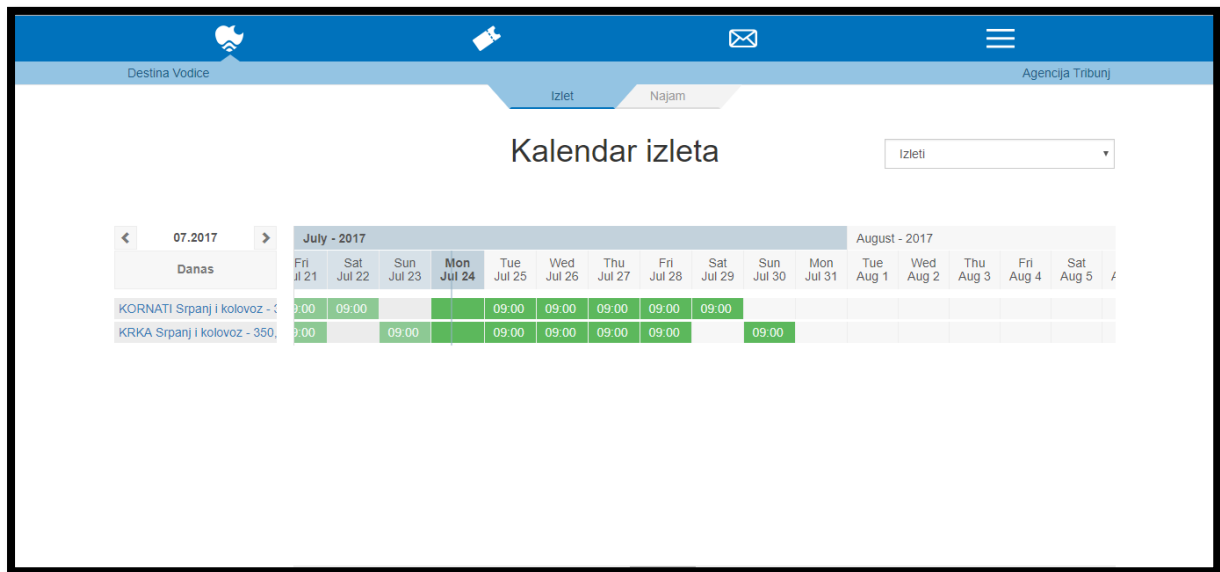 Destina Vodice Agencija Tribunj
Izlet Najam
Kalendar izleta
Izleti
07.2017 July - 2017 August - 2017
Danas
Fri Sat Sun Mon Tue Wed Thu Fri Sat Sun Mon Tue Wed Thu Fri Sat
Jul 22 Jul 23 Jul 24 Jul 25 Jul 26 Jul 27 Jul 28 Jul 29 Jul 30 Jul 31 Aug 1 Aug 2 Aug 3 Aug 4 Aug 5
KORNATI Srpanj i kolovoz - 09:00 09:00 09:00 09:00 09:00 09:00
KRKA Srpanj i kolovoz - 350, 09:00 09:00 09:00 09:00 09:00 09:00